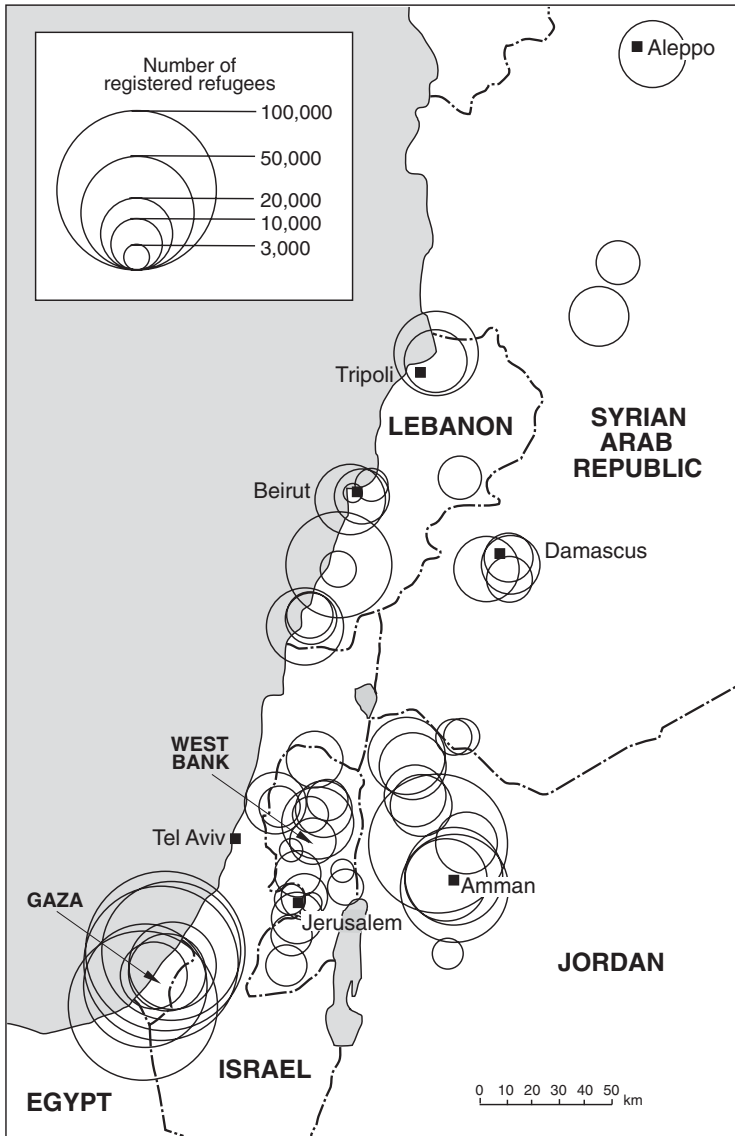 Number of
registered refugees
100,000
50,000
20,000
10,000
3,000
Aleppo
Tripoli
LEBANON
SYRIAN
ARAB
REPUBLIC
Beirut
Damascus
WEST
BANK
Tel Aviv
GAZA
Amman
Jerusalem
JORDAN
ISRAEL
EGYPT
0 10 20 30 40 50
km